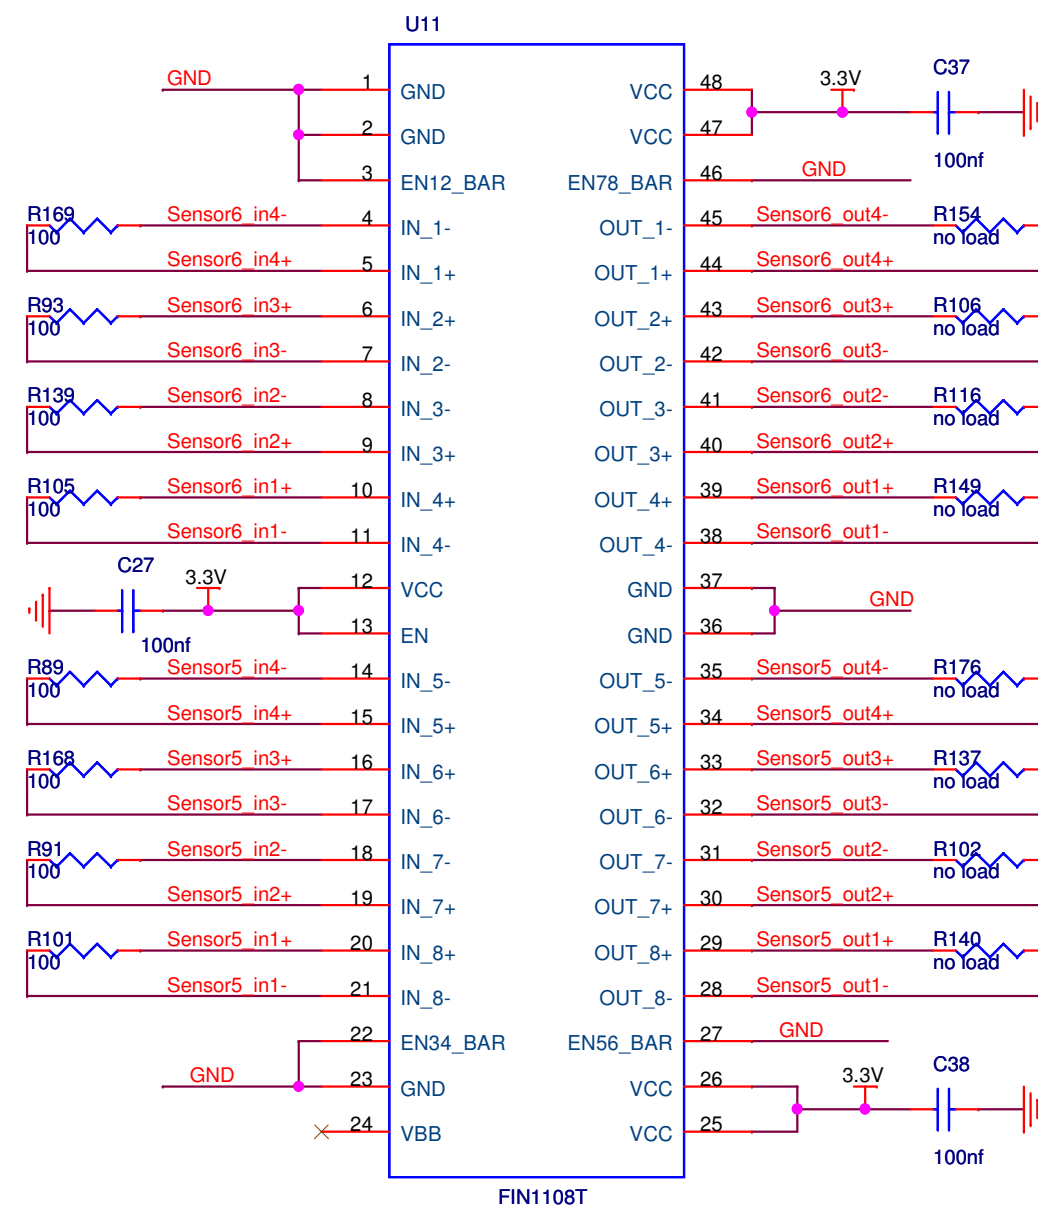 U11
GND 1 GND VCC 48 3.3V C37
2 GND VCC 47 100nf
3 EN12_BAR EN78_BAR 46 GND
R169 100 Sensor6_in4- 4 IN_1- OUT_1- 45 Sensor6_out4- R154 no load
Sensor6_in4+ 5 IN_1+ OUT_1+ 44 Sensor6_out4+
R93 100 Sensor6_in3+ 6 IN_2+ OUT_2+ 43 Sensor6_out3+ R106 no load
Sensor6_in3- 7 IN_2- OUT_2- 42 Sensor6_out3-
R139 100 Sensor6_in2- 8 IN_3- OUT_3- 41 Sensor6_out2- R116 no load
Sensor6_in2+ 9 IN_3+ OUT_3+ 40 Sensor6_out2+
R105 100 Sensor6_in1+ 10 IN_4+ OUT_4+ 39 Sensor6_out1+ R149 no load
Sensor6_in1- 11 IN_4- OUT_4- 38 Sensor6_out1-
C27 3.3V 12 VCC GND 37 GND
100nf 13 EN GND 36
R89 100 Sensor5_in4- 14 IN_5- OUT_5- 35 Sensor5_out4- R176 no load
Sensor5_in4+ 15 IN_5+ OUT_5+ 34 Sensor5_out4+
R168 100 Sensor5_in3+ 16 IN_6+ OUT_6+ 33 Sensor5_out3+ R137 no load
Sensor5_in3- 17 IN_6- OUT_6- 32 Sensor5_out3-
R91 100 Sensor5_in2- 18 IN_7- OUT_7- 31 Sensor5_out2- R102 no load
Sensor5_in2+ 19 IN_7+ OUT_7+ 30 Sensor5_out2+
R101 100 Sensor5_in1+ 20 IN_8+ OUT_8+ 29 Sensor5_out1+ R140 no load
Sensor5_in1- 21 IN_8- OUT_8- 28 Sensor5_out1-
22 EN34_BAR EN56_BAR 27 GND
GND 23 GND VCC 26 3.3V C38
24 VBB VCC 25 100nf
FIN1108T